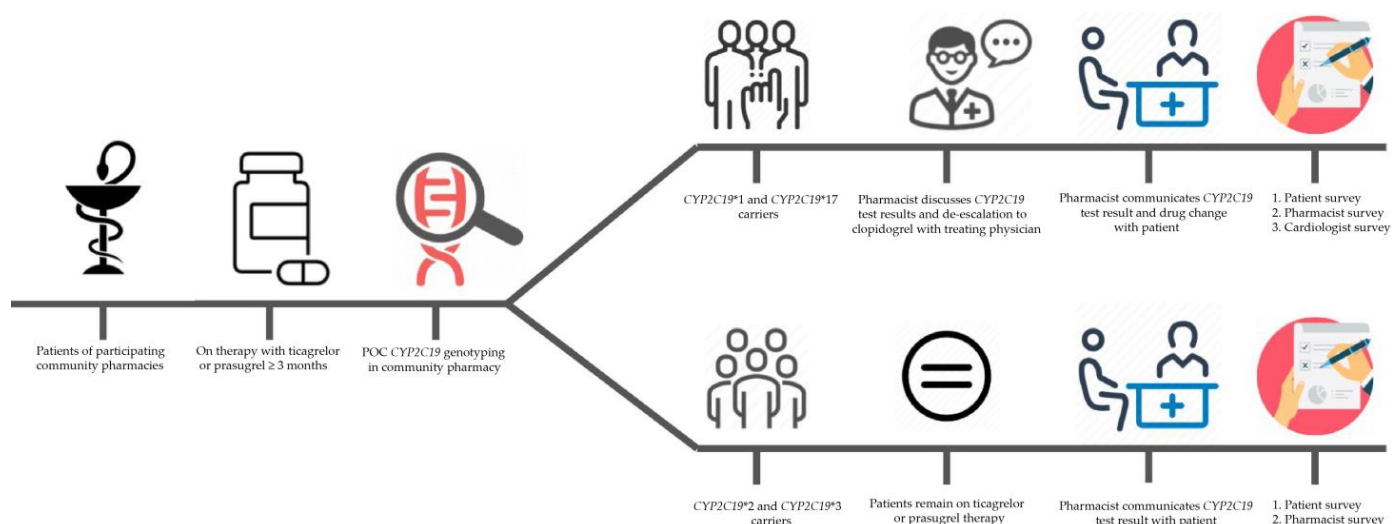 Patients of participating
community pharmacies
On therapy with ticagrelor
or prasugrel ≥ 3 months
POC CYP2C19 genotyping
in community pharmacy
CYP2C19*1 and CYP2C19*17
carriers
Pharmacist discusses CYP2C19
test results and de-escalation to
clopidogrel with treating physician
Pharmacist communicates CYP2C19
test result and drug change
with patient
1. Patient survey
2. Pharmacist survey
3. Cardiologist survey
CYP2C19*2 and CYP2C19*3
carriers
Patients remain on ticagrelor
or prasugrel therapy
Pharmacist communicates CYP2C19
test result with patient
1. Patient survey
2. Pharmacist survey